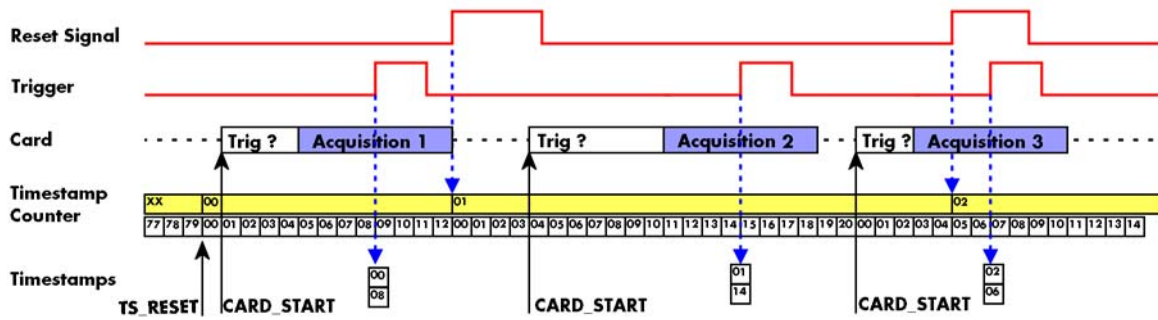 Reset Signal
Trigger
Card
Trig ? Acquisition 1 Trig ? Acquisition 2 Trig ? Acquisition 3
Timestamp
Counter
XX 00 01 02
77 78 79 00 01 02 03 04 05 06 07 08 09 10 11 12 00 01 02 03 04 05 06 07 08 09 10 11 12 13 14 15 16 17 18 19 20 00 01 02 03 04 05 06 07 08 09 10 11 12 13 14
Timestamps
00 01 02
08 14 06
TS_RESET CARD_START CARD_START CARD_START